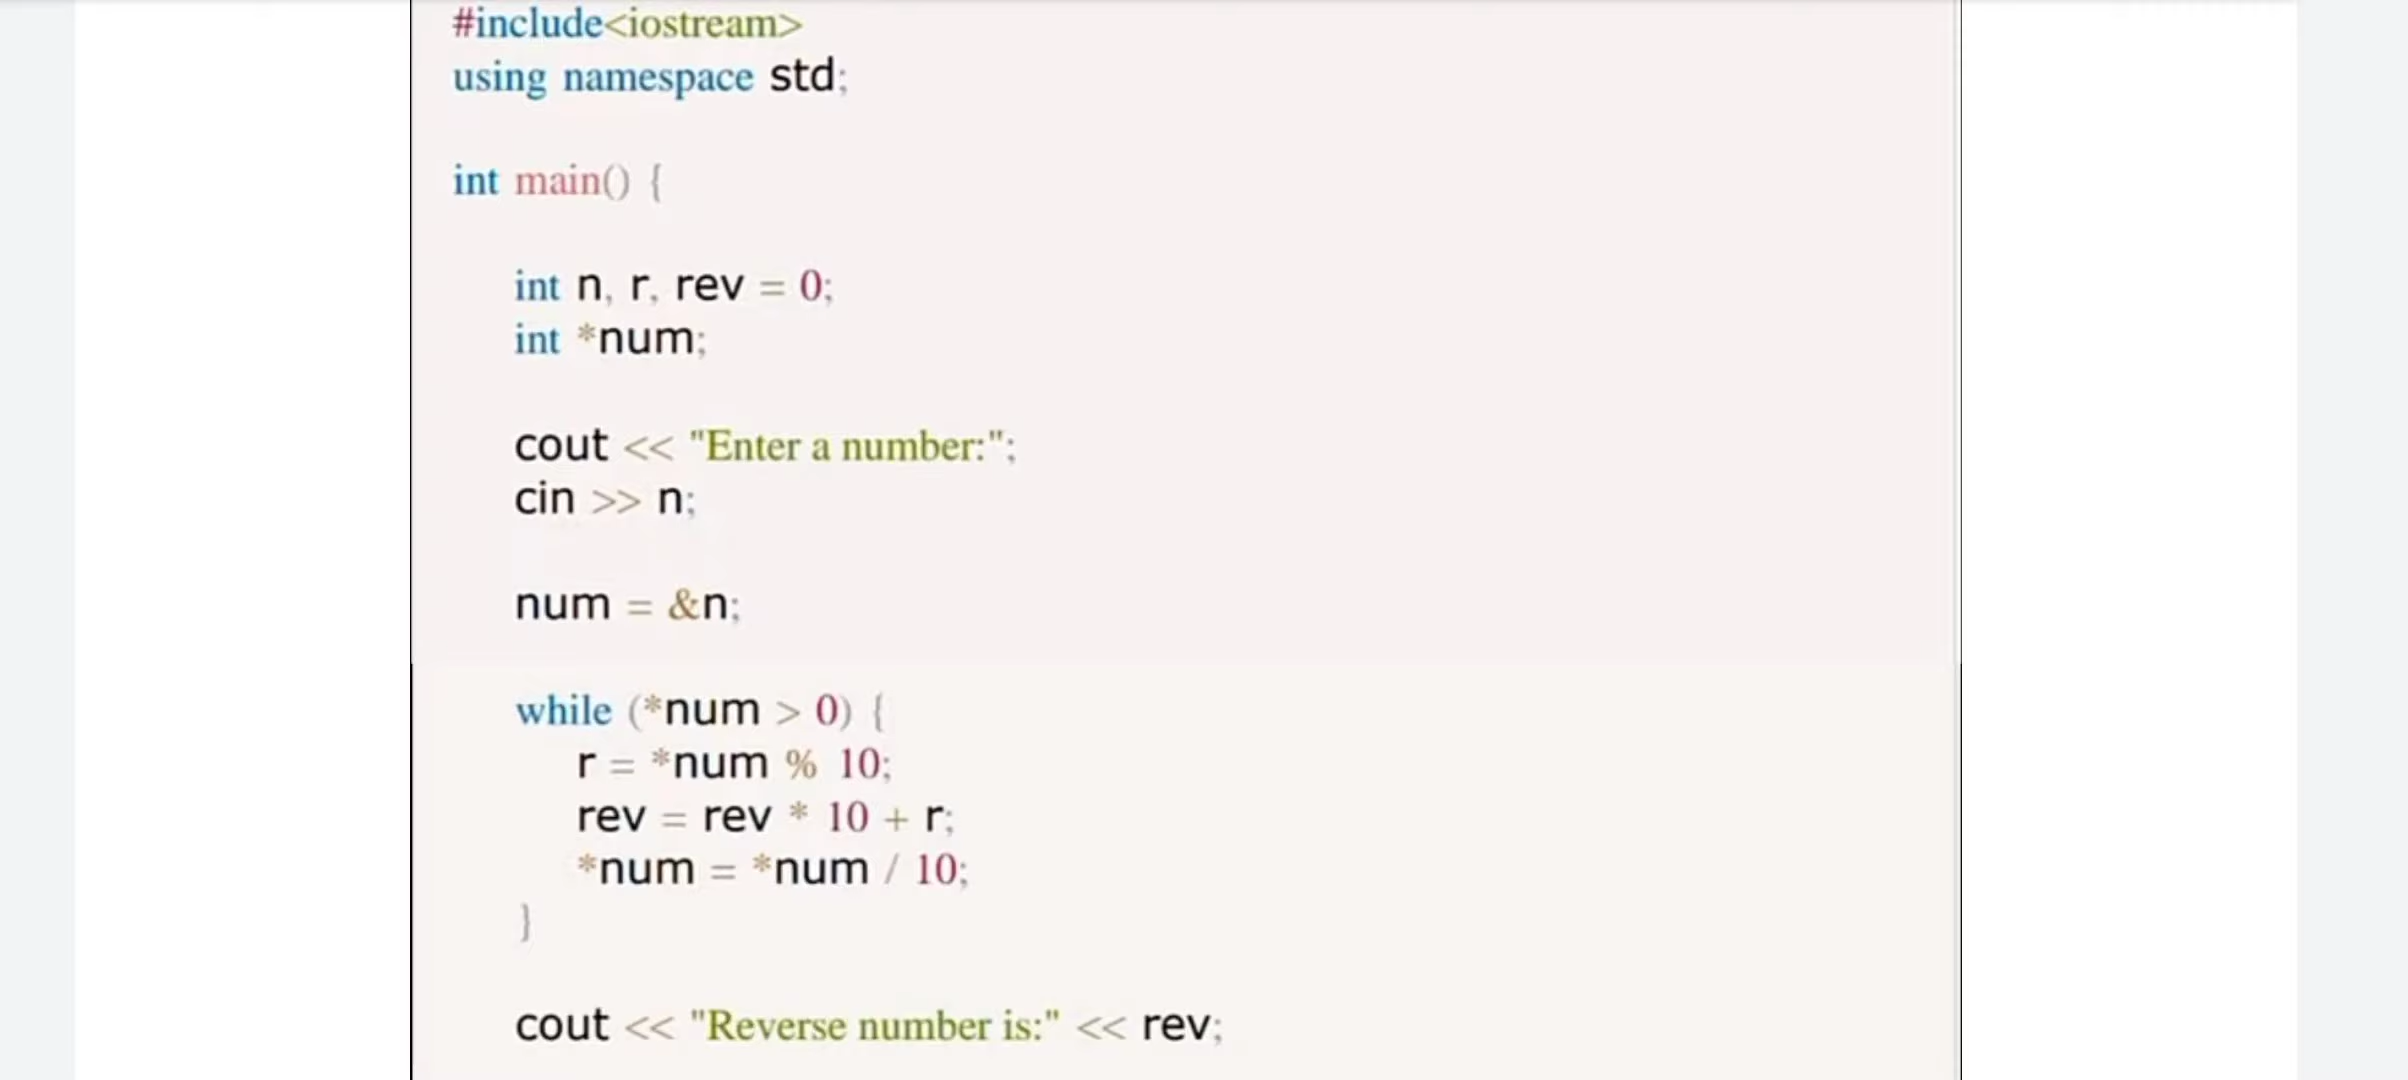 #include<iostream>
using namespace std;
int main() {
int n, r, rev = 0;
int *num;
cout << "Enter a number:";
cin >> n;
num = &n;
while (*num > 0) {
r = *num % 10;
rev = rev * 10 + r;
*num = *num / 10;
}
cout << "Reverse number is:" << rev;